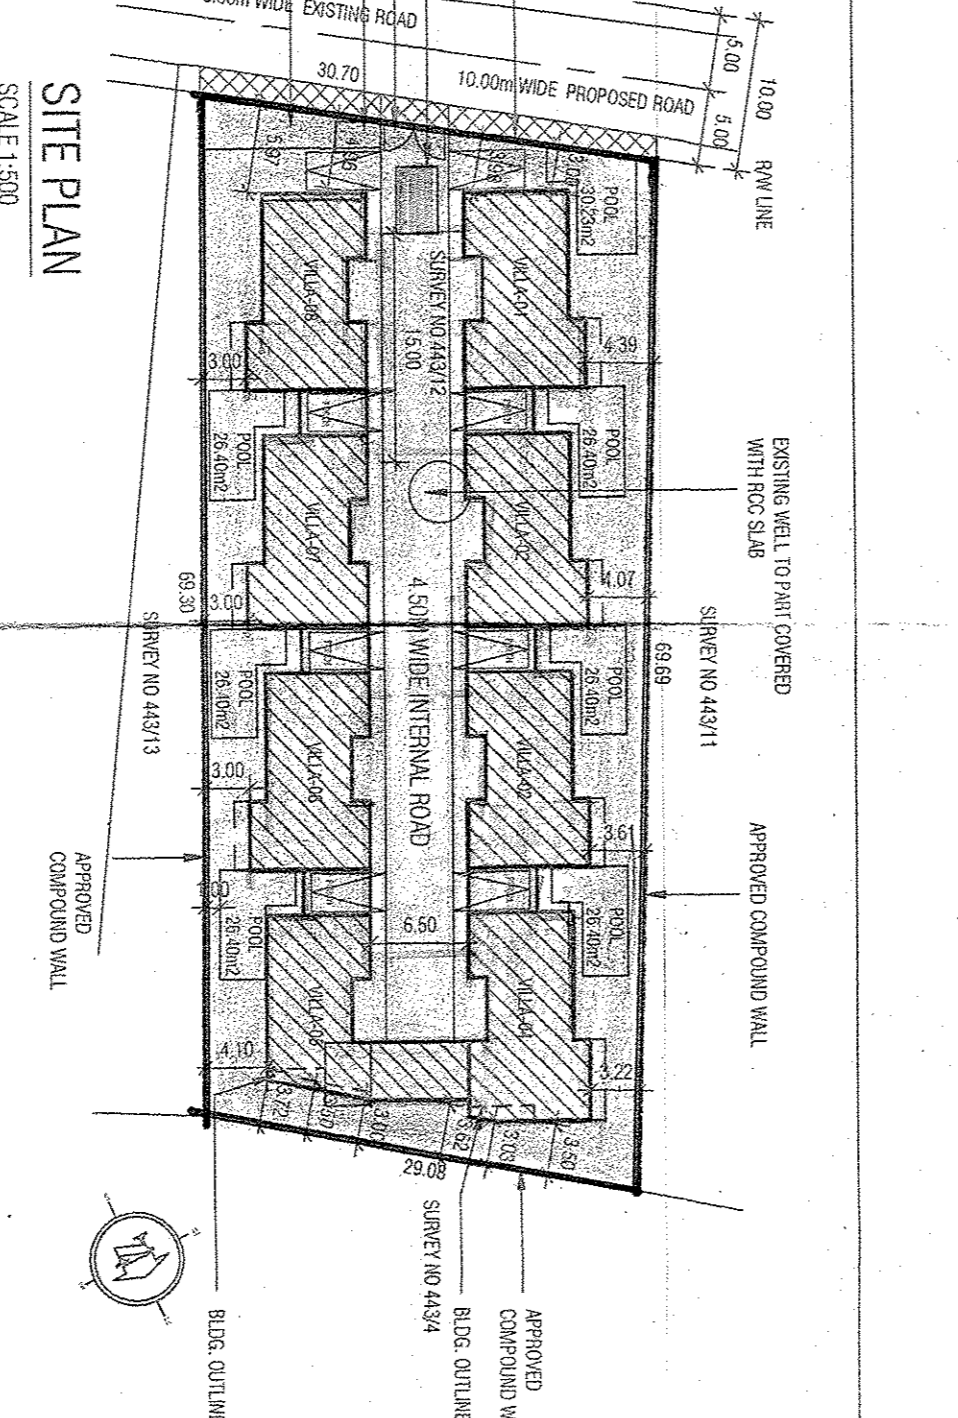 SITE PLAN
SCALE 1:500
WIDE EXISTING ROAD
10.00m WIDE PROPOSED ROAD
30.70
5.00
10.00
5.00
R/W LINE
POOL
30.23m2
VILLA-01
SURVEY NO 443/12
15.00
VILLA-08
4.39
3.00
POOL
26.40m2
POOL
26.40m2
EXISTING WELL TO PART COVERED
WITH RCC SLAB
VILLA-02
VILLA-07
4.07
3.00
69.30
69.69
SURVEY NO 443/13
SURVEY NO 443/11
4.50M WIDE INTERNAL ROAD
POOL
26.40m2
POOL
26.40m2
VILLA-02
VILLA-06
3.00
3.61
APPROVED
COMPOUND WALL
APPROVED COMPOUND WALL
POOL
26.40m2
POOL
26.40m2
6.50
4.10
3.22
3.72
3.50
3.00
3.62
3.03
3.50
29.08
SURVEY NO 443/4
BLDG. OUTLINE
APPROVED
COMPOUND W
BLDG. OUTLINE